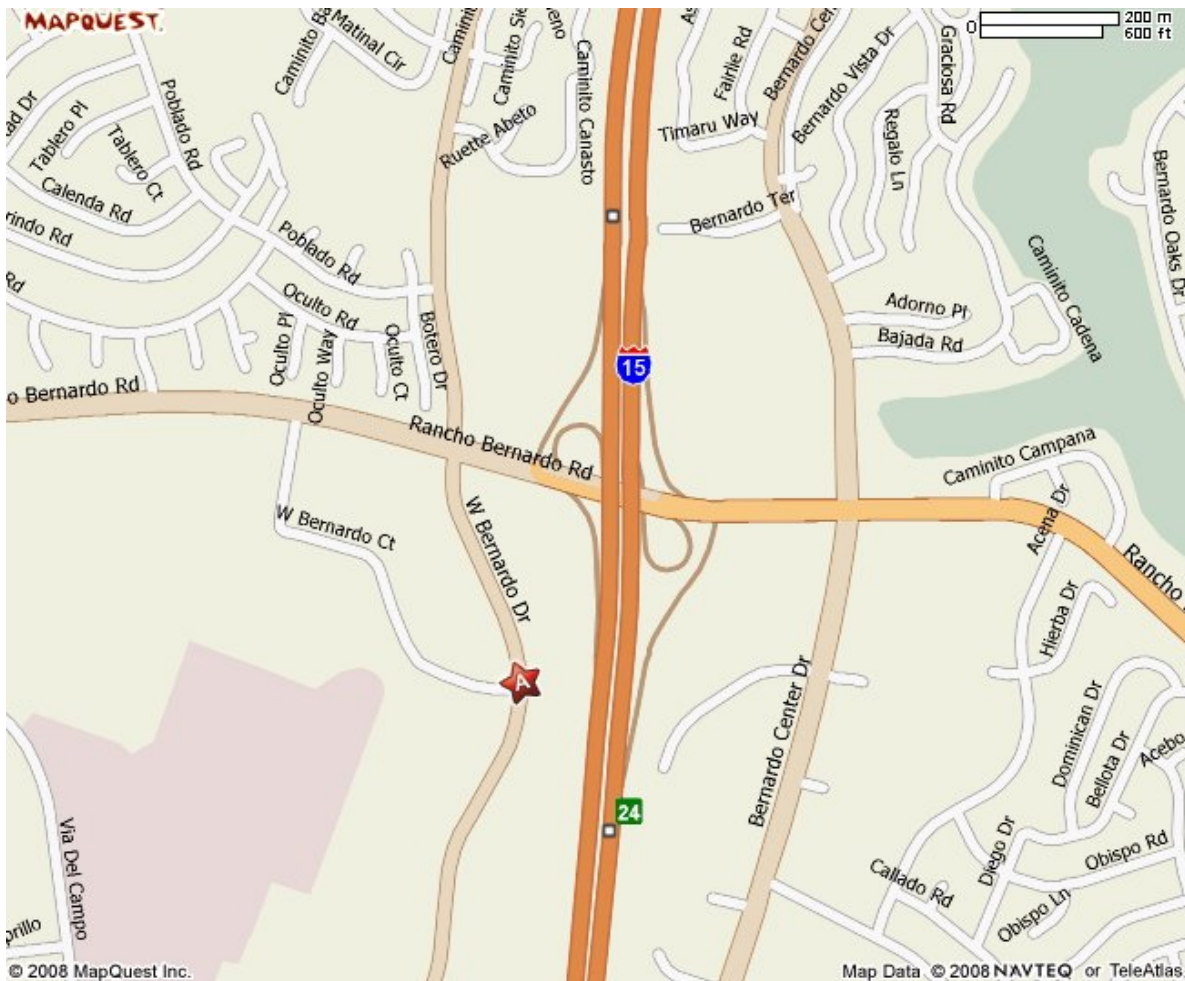 MAPQUEST.
0
200 m
600 ft
Matinal Cir
Caminito Canasto
Ruette Abeto
Fairlie Rd
Timaru Way
Bernardo Vista Dr
Graciosa Rd
Regalo Ln
Bernardo Ter
Bernardo Oaks Dr
Poblado Rd
Tablero Pl
Tablero Ct
Calenda Rd
rindo Rd
Rd
Poblado Rd
Oculto Rd
Oculto Pl
Oculto Way
Oculto Ct
Botero Dr
15
Adorno Pl
Bajada Rd
Caminito Cadena
o Bernardo Rd
Rancho Bernardo Rd
Caminito Campana
Acena Dr
Rancho
W Bernardo Ct
W Bernardo Dr
Hierba Dr
A
Bernardo Center Dr
Dominican Dr
Bellota Dr
Acebo
24
Via Del Campo
Diego Dr
Obispo Rd
Callado Rd
Obispo Ln
prillo
© 2008 MapQuest Inc.
Map Data © 2008 NAVTEQ or TeleAtlas